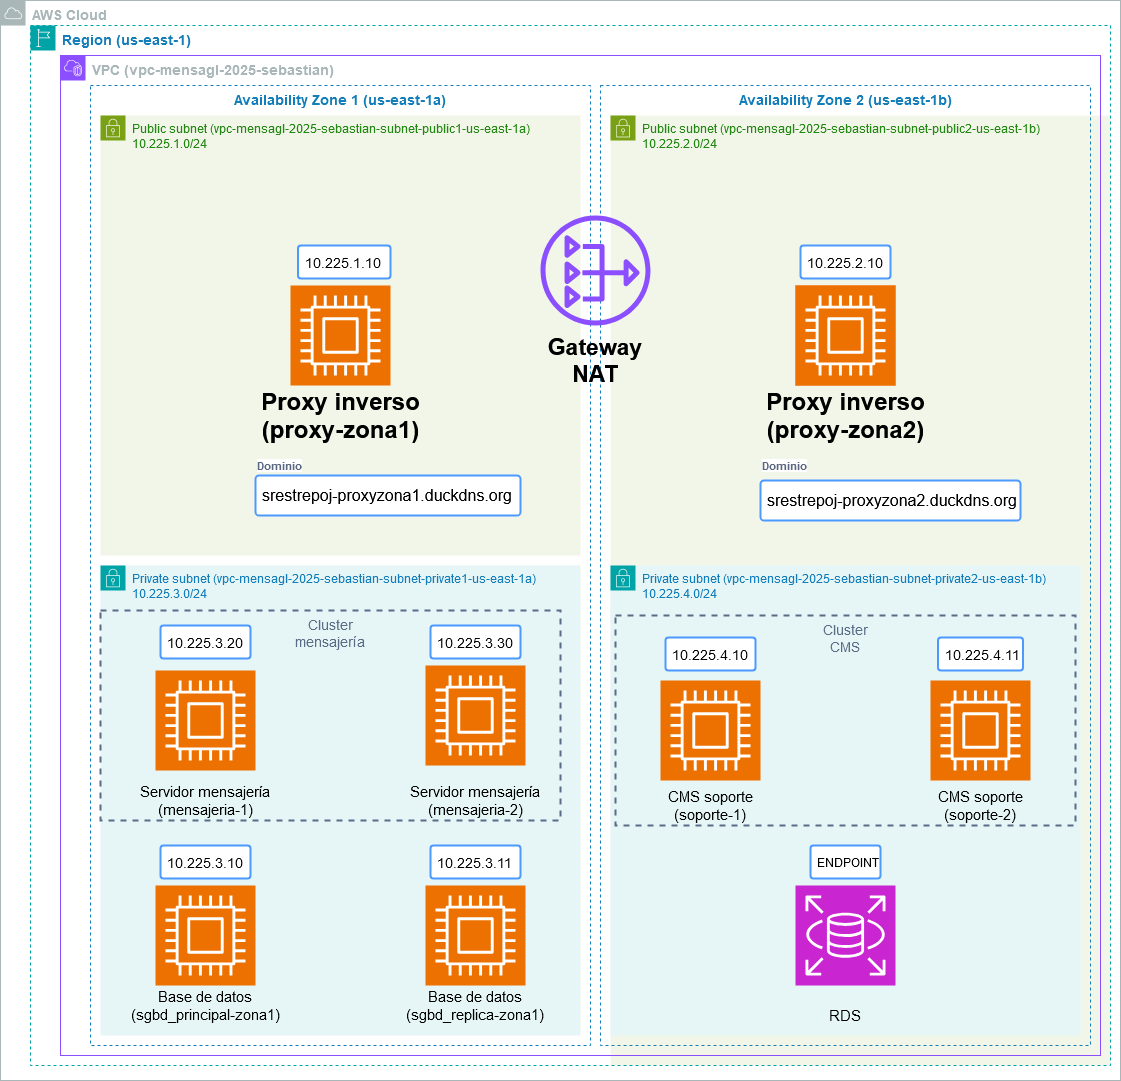 AWS Cloud
Region (us-east-1)
VPC (vpc-mensagl-2025-sebastian)
Availability Zone 1 (us-east-1a)
Public subnet (vpc-mensagl-2025-sebastian-subnet-public1-us-east-1a)
10.225.1.0/24
10.225.1.10
Proxy inverso
(proxy-zona1)
Dominio
srestrepoj-proxyzona1.duckdns.org
Gateway
NAT
Availability Zone 2 (us-east-1b)
Public subnet (vpc-mensagl-2025-sebastian-subnet-public2-us-east-1b)
10.225.2.0/24
10.225.2.10
Proxy inverso
(proxy-zona2)
Dominio
srestrepoj-proxyzona2.duckdns.org
Private subnet (vpc-mensagl-2025-sebastian-subnet-private1-us-east-1a)
10.225.3.0/24
Cluster
mensajería
10.225.3.20
Servidor mensajería
(mensajeria-1)
10.225.3.30
Servidor mensajería
(mensajeria-2)
10.225.3.10
Base de datos
(sgbd_principal-zona1)
10.225.3.11
Base de datos
(sgbd_replica-zona1)
Private subnet (vpc-mensagl-2025-sebastian-subnet-private2-us-east-1b)
10.225.4.0/24
Cluster
CMS
10.225.4.10
CMS soporte
(soporte-1)
10.225.4.11
CMS soporte
(soporte-2)
ENDPOINT
RDS